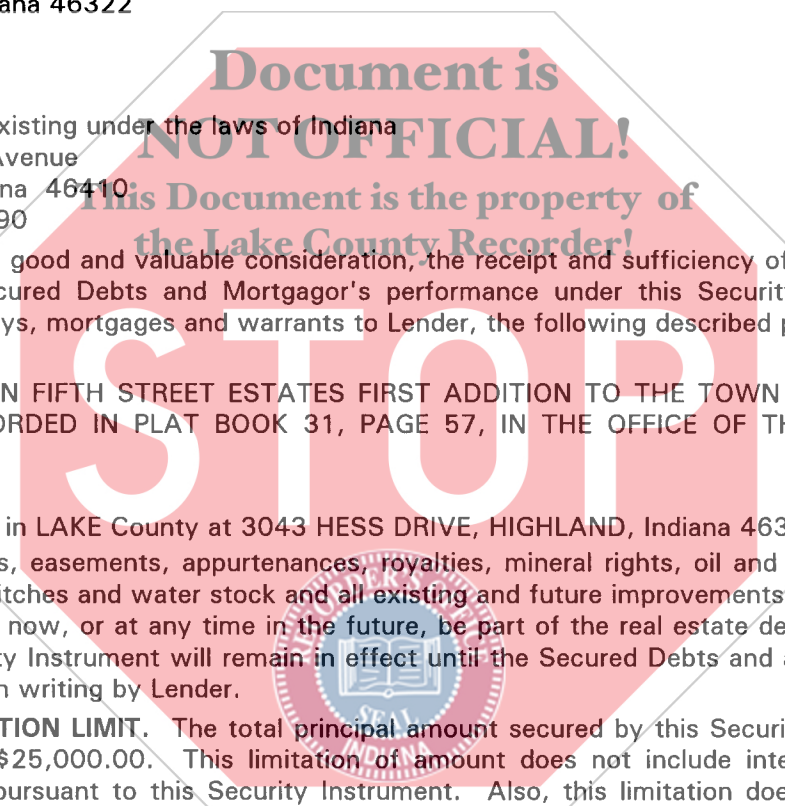 ana 46322
Document is
xisting under the laws of Indiana
NOT OFFICIAL!
Avenue
na 46410
This Document is the property of
90
the Lake County Recorder!
good and valuable consideration, the receipt and sufficiency of
cured Debts and Mortgagor's performance under this Securit
ys, mortgages and warrants to Lender, the following described p
STOP
N FIFTH STREET ESTATES FIRST ADDITION TO THE TOWN
ORDED IN PLAT BOOK 31, PAGE 57, IN THE OFFICE OF TH
in LAKE County at 3043 HESS DRIVE, HIGHLAND, Indiana 463
s, easements, appurtenances, royalties, mineral rights, oil and
itches and water stock and all existing and future improvements
now, or at any time in the future, be part of the real estate de
ty Instrument will remain in effect until the Secured Debts and a
n writing by Lender.
RECORDER'S OFFICE
SEAL
INDIANA
TION LIMIT. The total principal amount secured by this Securi
$25,000.00. This limitation of amount does not include inte
pursuant to this Security Instrument. Also, this limitation doe